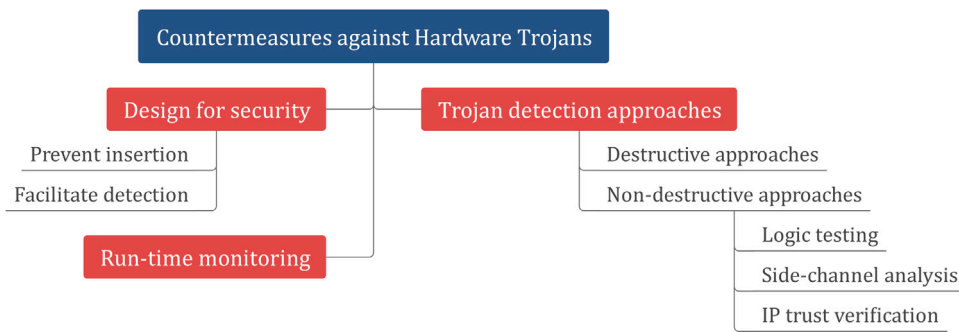 Countermeasures against Hardware Trojans
Design for security
Prevent insertion
Facilitate detection
Run-time monitoring
Trojan detection approaches
Destructive approaches
Non-destructive approaches
Logic testing
Side-channel analysis
IP trust verification